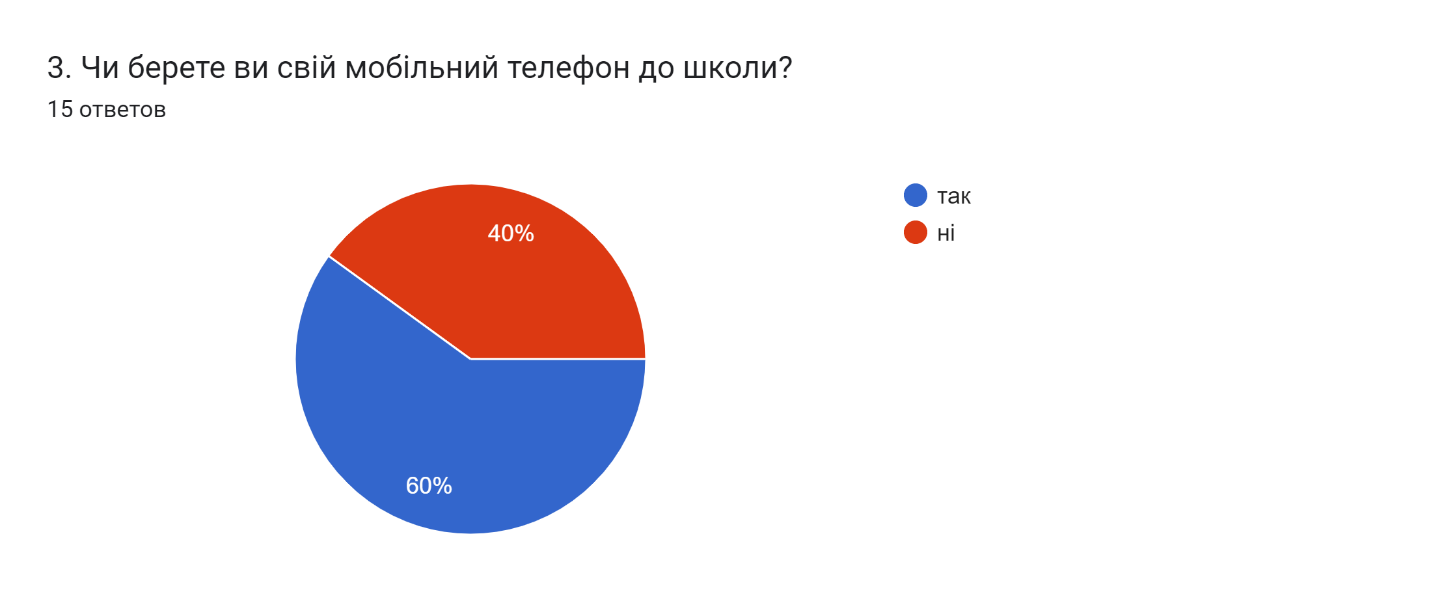 3. Чи берете ви свій мобільний телефон до школи?
15 ответов
так
ні
40%
60%